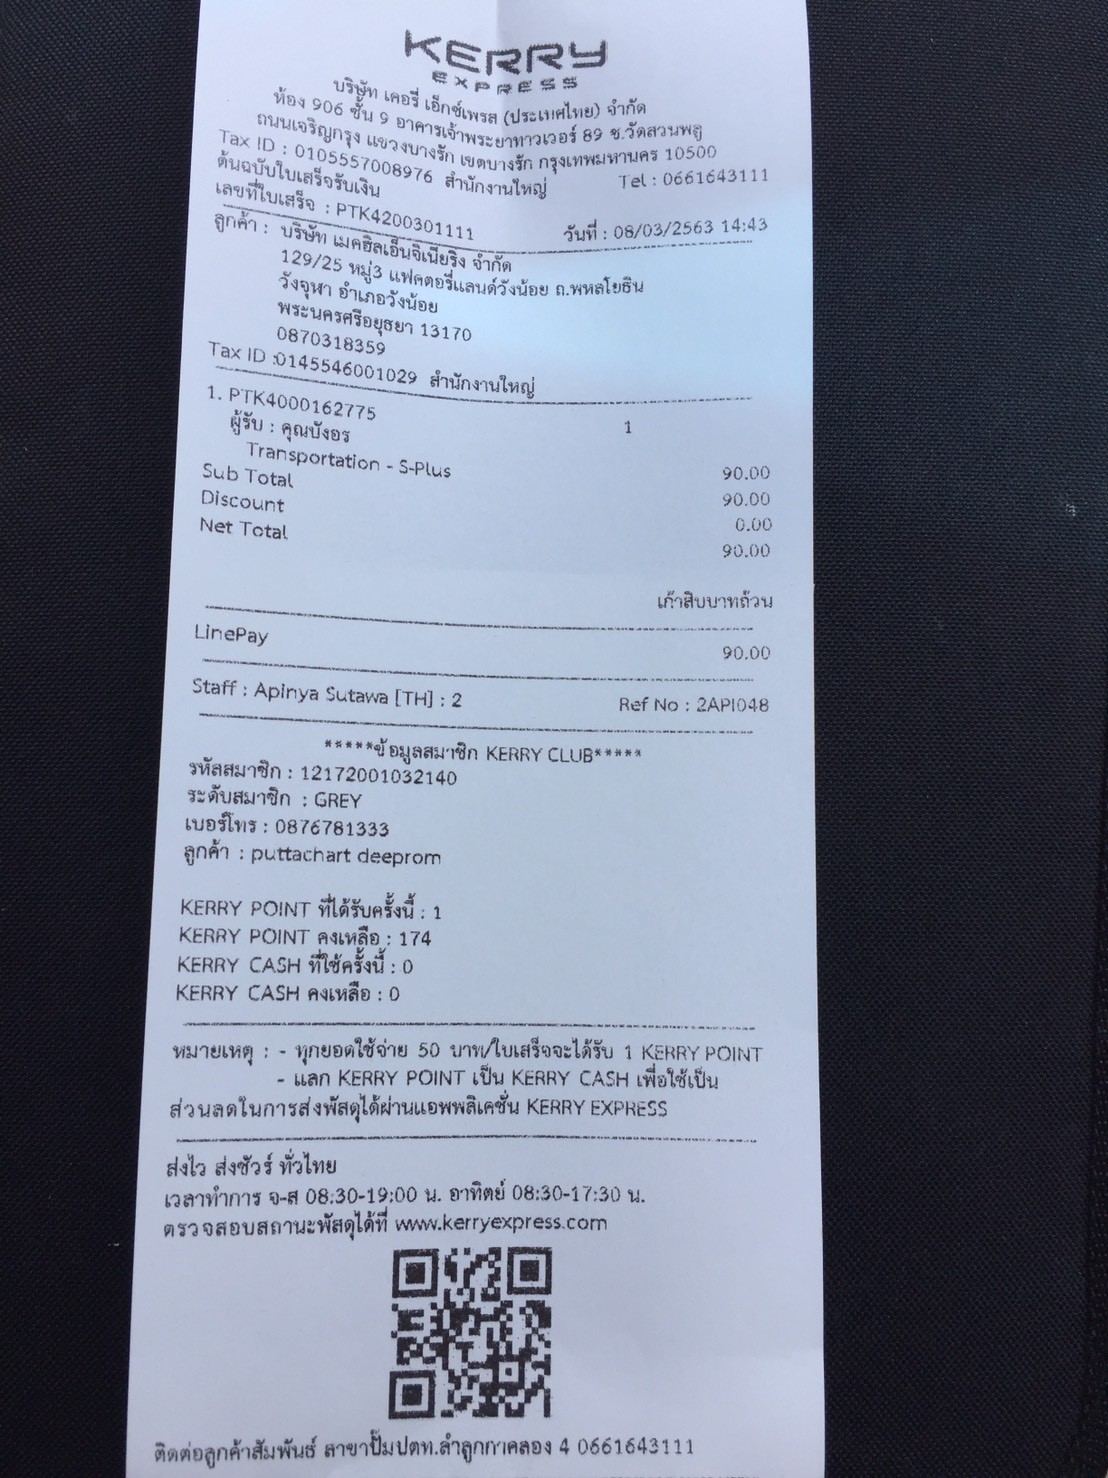 KERRY
EXPRESS
บริษัท เคอรี่ เอ็กซ์เพรส (ประเทศไทย) จำกัด
ห้อง 906 ชั้น 9 อาคารเจ้าพระยาทาวเวอร์ 89 ซ.วัดสวนพลู
ถนนเจริญกรุง แขวงบางรัก เขตบางรัก กรุงเทพมหานคร 10500
Tax ID : 0105557008976 สำนักงานใหญ่ Tel : 0661643111
ต้นฉบับใบเสร็จรับเงิน
เลขที่ใบเสร็จ : PTK4200301111 วันที่ : 08/03/2563 14:43
ลูกค้า : บริษัท เมคฮิลเอ็นจิเนียริง จำกัด
129/25 หมู่3 แฟคตอรี่แลนด์วังน้อย ถ.พหลโยธิน
วังจุฬา อำเภอวังน้อย
พระนครศรีอยุธยา 13170
0870318359
Tax ID :0145546001029 สำนักงานใหญ่
1. PTK4000162775 1
ผู้รับ : คุณบังอร
Transportation - S-Plus 90.00
Sub Total 90.00
Discount 0.00
Net Total 90.00
เก้าสิบบาทถ้วน
LinePay 90.00
Staff : Apinya Sutawa [TH] : 2 Ref No : 2API048
*****ข้อมูลสมาชิก KERRY CLUB*****
รหัสสมาชิก : 12172001032140
ระดับสมาชิก : GREY
เบอร์โทร : 0876781333
ลูกค้า : puttachart deeprom
KERRY POINT ที่ได้รับครั้งนี้ : 1
KERRY POINT คงเหลือ : 174
KERRY CASH ที่ใช้ครั้งนี้ : 0
KERRY CASH คงเหลือ : 0
หมายเหตุ : - ทุกยอดใช้จ่าย 50 บาท/ใบเสร็จจะได้รับ 1 KERRY POINT
- แลก KERRY POINT เป็น KERRY CASH เพื่อใช้เป็น
ส่วนลดในการส่งพัสดุได้ผ่านแอพพลิเคชั่น KERRY EXPRESS
ส่งไว ส่งชัวร์ ทั่วไทย
เวลาทำการ จ-ส 08:30-19:00 น. อาทิตย์ 08:30-17:30 น.
ตรวจสอบสถานะพัสดุได้ที่ www.kerryexpress.com
ติดต่อลูกค้าสัมพันธ์ สาขาปั๊มปตท.ลำลูกกาคลอง 4 0661643111